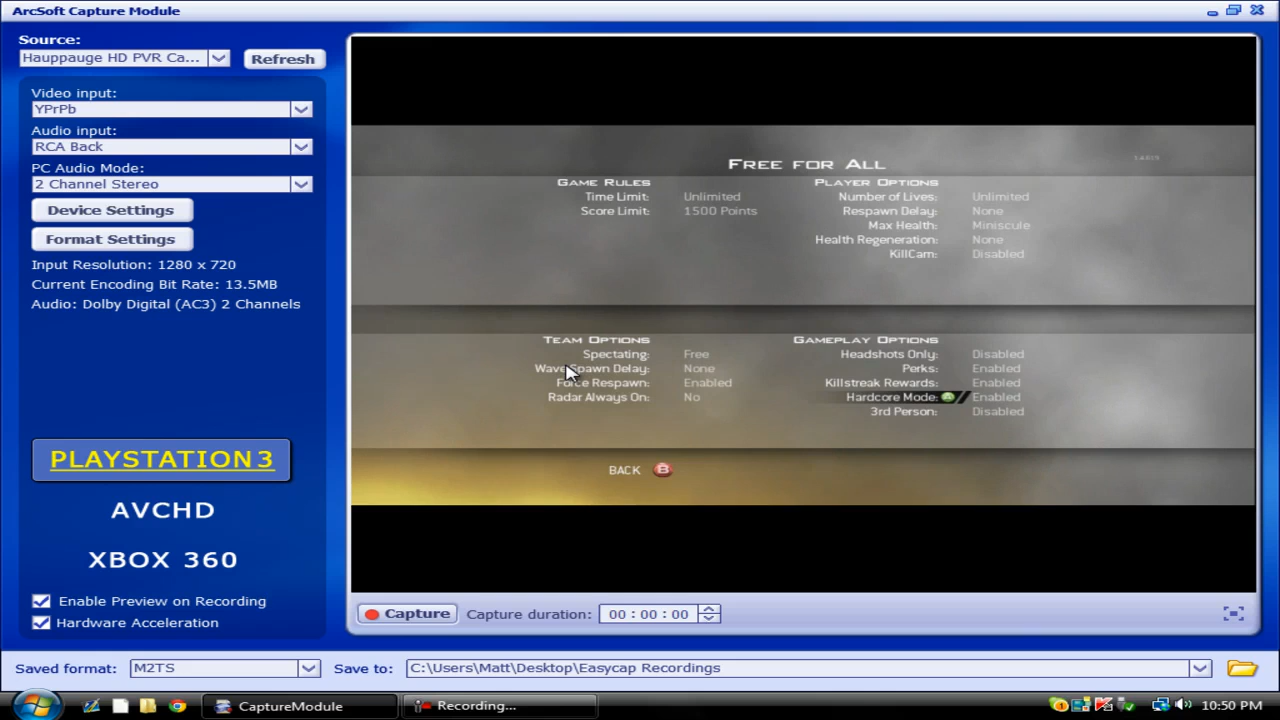 ArcSoft Capture Module
Source:
Hauppauge HD PVR Ca...
Refresh
Video input:
YPrPb
Audio input:
RCA Back
PC Audio Mode:
2 Channel Stereo
Device Settings
Format Settings
Input Resolution: 1280 x 720
Current Encoding Bit Rate: 13.5MB
Audio: Dolby Digital (AC3) 2 Channels
PLAYSTATION 3
AVCHD
XBOX 360
Enable Preview on Recording
Hardware Acceleration
Free for All
Game Rules
Time Limit: Unlimited
Score Limit: 1500 Points
Player Options
Number of Lives: Unlimited
Respawn Delay: None
Max Health: Miniscule
Health Regeneration: None
KillCam: Disabled
Team Options
Spectating: Free
Wave Spawn Delay: None
Force Respawn: Enabled
Radar Always On: No
Gameplay Options
Headshots Only: Disabled
Perks: Enabled
Killstreak Rewards: Enabled
Hardcore Mode: A Enabled
3rd Person: Disabled
BACK B
Capture
Capture duration: 00 : 00 : 00
Saved format: M2TS
Save to: C:\Users\Matt\Desktop\Easycap Recordings
CaptureModule
Recording...
10:50 PM